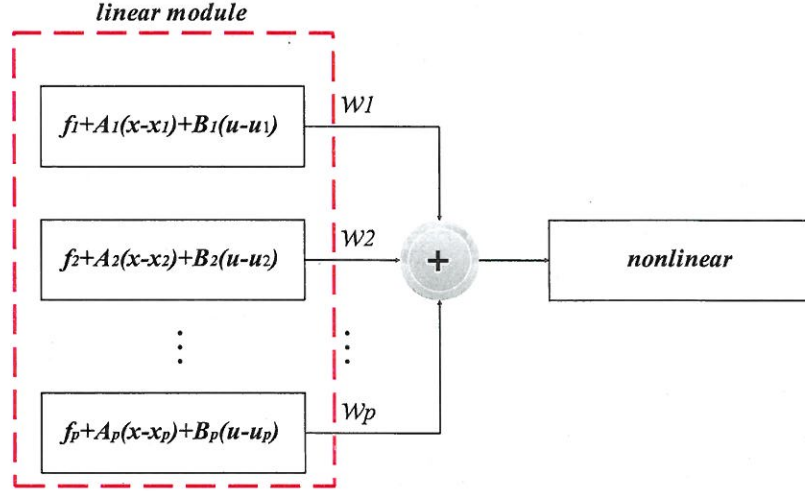 linear module
f1+A1(x-x1)+B1(u-u1)
W1
f2+A2(x-x2)+B2(u-u2)
W2
+
nonlinear
⋮ ⋮
fp+Ap(x-xp)+Bp(u-up)
Wp